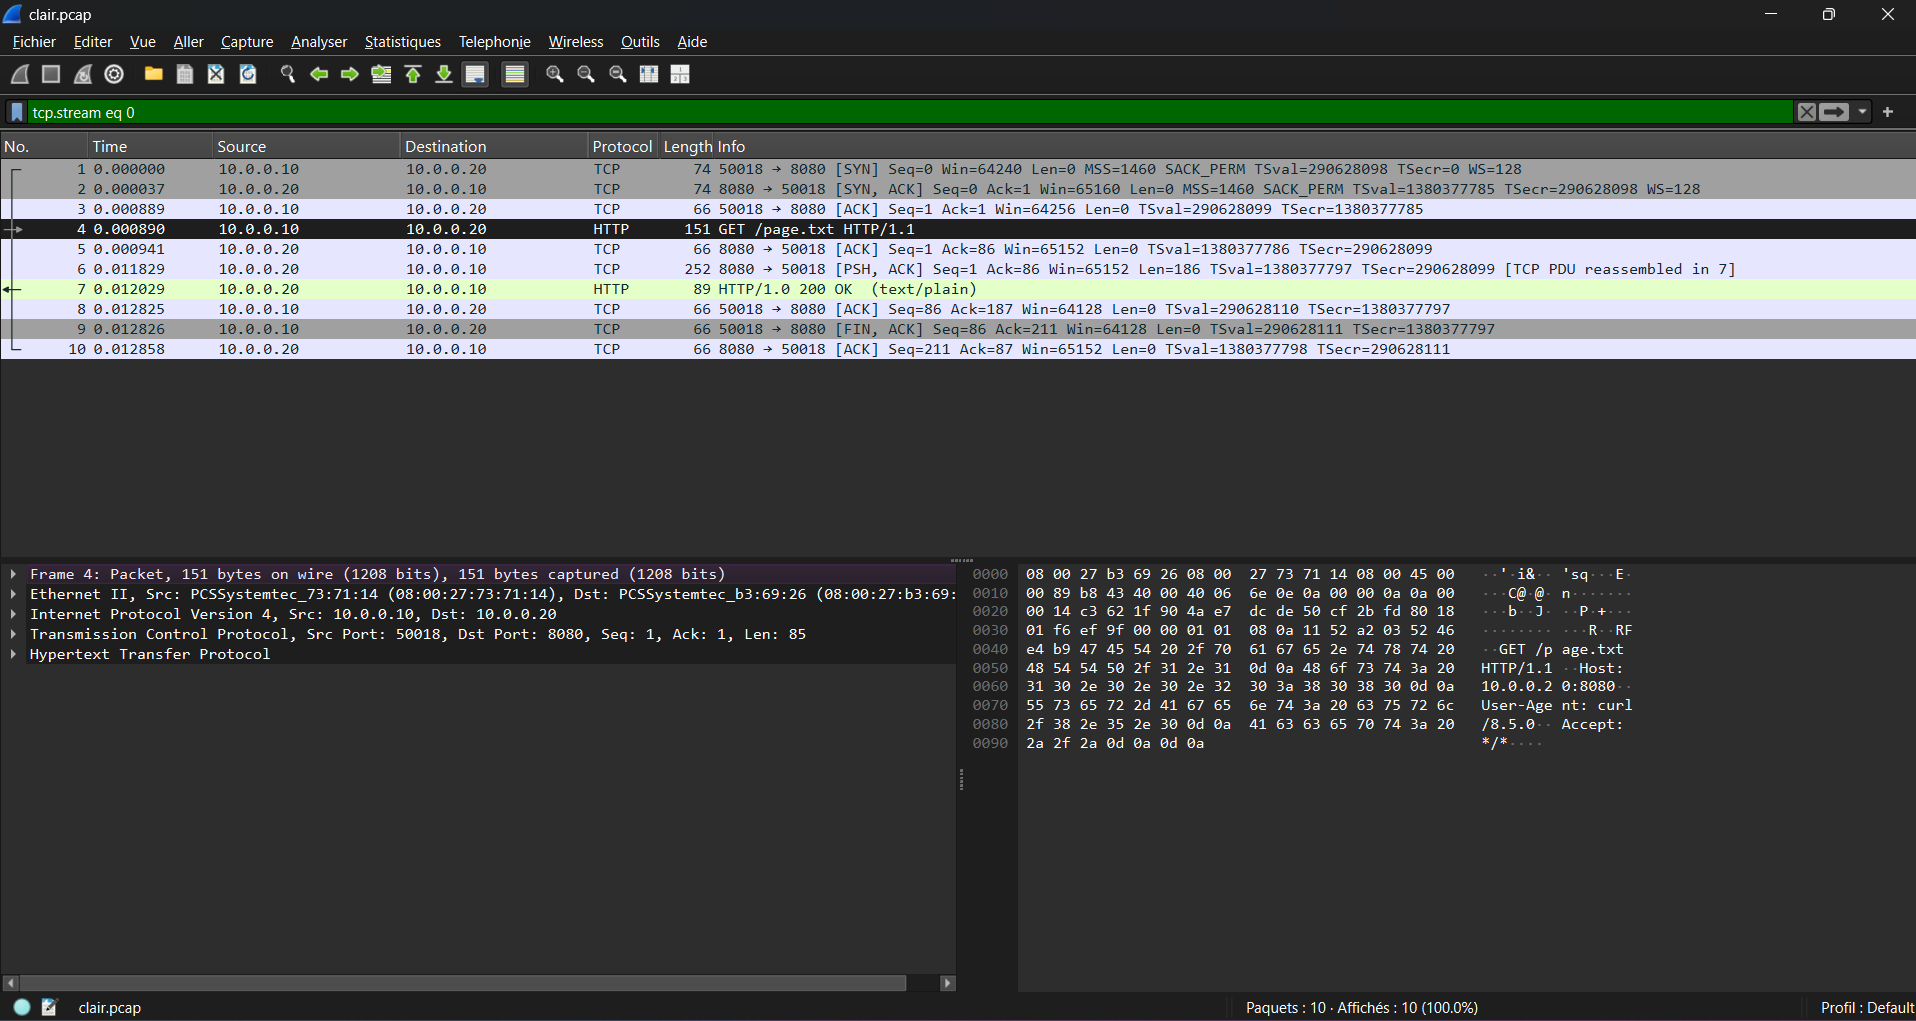 clair.pcap
Fichier Editer Vue Aller Capture Analyser Statistiques Telephonie Wireless Outils Aide
tcp.stream eq 0
No. Time Source Destination Protocol Length Info
1 0.000000 10.0.0.10 10.0.0.20 TCP 74 50018 → 8080 [SYN] Seq=0 Win=64240 Len=0 MSS=1460 SACK_PERM TSval=290628098 TSecr=0 WS=128
2 0.000037 10.0.0.20 10.0.0.10 TCP 74 8080 → 50018 [SYN, ACK] Seq=0 Ack=1 Win=65160 Len=0 MSS=1460 SACK_PERM TSval=1380377785 TSecr=290628098 WS=128
3 0.000889 10.0.0.10 10.0.0.20 TCP 66 50018 → 8080 [ACK] Seq=1 Ack=1 Win=64256 Len=0 TSval=290628099 TSecr=1380377785
4 0.000890 10.0.0.10 10.0.0.20 HTTP 151 GET /page.txt HTTP/1.1
5 0.000941 10.0.0.20 10.0.0.10 TCP 66 8080 → 50018 [ACK] Seq=1 Ack=86 Win=65152 Len=0 TSval=1380377786 TSecr=290628099
6 0.011829 10.0.0.20 10.0.0.10 TCP 252 8080 → 50018 [PSH, ACK] Seq=1 Ack=86 Win=65152 Len=186 TSval=1380377797 TSecr=290628099 [TCP PDU reassembled in 7]
7 0.012029 10.0.0.20 10.0.0.10 HTTP 89 HTTP/1.0 200 OK (text/plain)
8 0.012825 10.0.0.10 10.0.0.20 TCP 66 50018 → 8080 [ACK] Seq=86 Ack=187 Win=64128 Len=0 TSval=290628110 TSecr=1380377797
9 0.012826 10.0.0.10 10.0.0.20 TCP 66 50018 → 8080 [FIN, ACK] Seq=86 Ack=211 Win=64128 Len=0 TSval=290628111 TSecr=1380377797
10 0.012858 10.0.0.20 10.0.0.10 TCP 66 8080 → 50018 [ACK] Seq=211 Ack=87 Win=65152 Len=0 TSval=1380377798 TSecr=290628111
Frame 4: Packet, 151 bytes on wire (1208 bits), 151 bytes captured (1208 bits)
Ethernet II, Src: PCSSystemtec_73:71:14 (08:00:27:73:71:14), Dst: PCSSystemtec_b3:69:26 (08:00:27:b3:69:
Internet Protocol Version 4, Src: 10.0.0.10, Dst: 10.0.0.20
Transmission Control Protocol, Src Port: 50018, Dst Port: 8080, Seq: 1, Ack: 1, Len: 85
Hypertext Transfer Protocol
0000 08 00 27 b3 69 26 08 00 27 73 71 14 08 00 45 00 ··'·i&·· 'sq···E·
0010 00 89 b8 43 40 00 40 06 6e 0e 0a 00 00 0a 0a 00 ···C@·@· n·······
0020 00 14 c3 62 1f 90 4a e7 dc de 50 cf 2b fd 80 18 ···b··J· ··P·+···
0030 01 f6 ef 9f 00 00 01 01 08 0a 11 52 a2 03 52 46 ········ ···R··RF
0040 e4 b9 47 45 54 20 2f 70 61 67 65 2e 74 78 74 20 ··GET /p age.txt
0050 48 54 54 50 2f 31 2e 31 0d 0a 48 6f 73 74 3a 20 HTTP/1.1 ··Host:
0060 31 30 2e 30 2e 30 2e 32 30 3a 38 30 38 30 0d 0a 10.0.0.2 0:8080··
0070 55 73 65 72 2d 41 67 65 6e 74 3a 20 63 75 72 6c User-Age nt: curl
0080 2f 38 2e 35 2e 30 0d 0a 41 63 63 65 70 74 3a 20 /8.5.0·· Accept:
0090 2a 2f 2a 0d 0a 0d 0a */*····
clair.pcap
Paquets : 10 · Affichés : 10 (100.0%)
Profil : Default